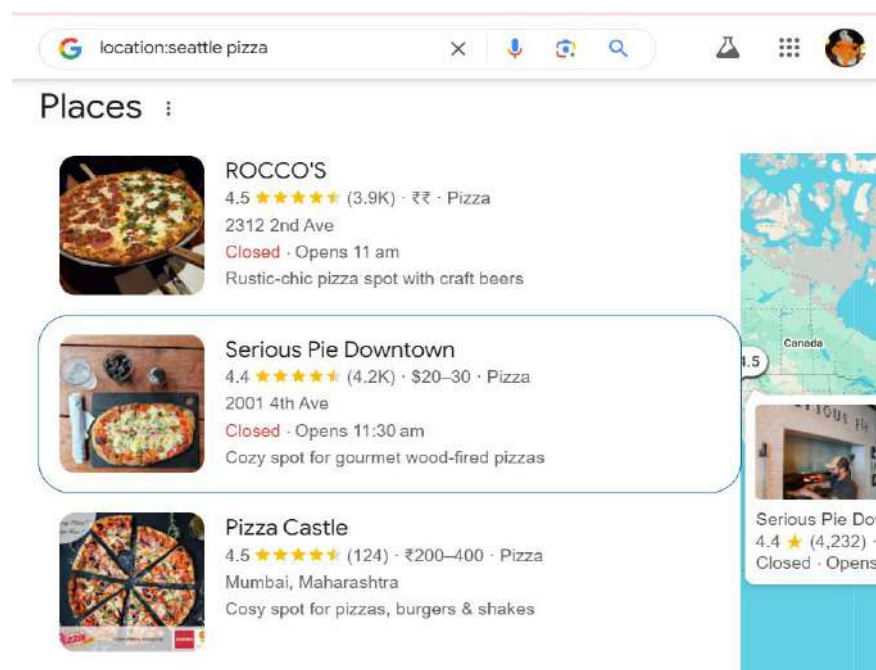 location:seattle pizza
Places
ROCCO'S
4.5 (3.9K) · ₹₹ · Pizza
2312 2nd Ave
Closed · Opens 11 am
Rustic-chic pizza spot with craft beers
Serious Pie Downtown
4.4 (4.2K) · $20–30 · Pizza
2001 4th Ave
Closed · Opens 11:30 am
Cozy spot for gourmet wood-fired pizzas
Pizza Castle
4.5 (124) · ₹200–400 · Pizza
Mumbai, Maharashtra
Cosy spot for pizzas, burgers & shakes
Canada
4.5
Serious Pie Do
4.4 ★ (4,232) ·
Closed · Opens